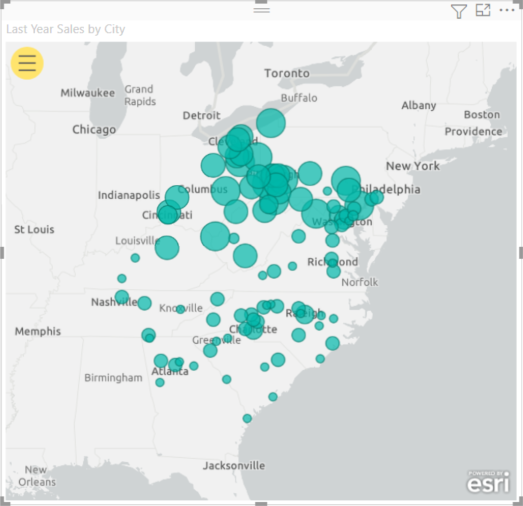 Last Year Sales by City
Toronto
Milwaukee
Grand
Rapids
Buffalo
Albany
Detroit
Boston
Chicago
Providence
New York
Indianapolis
Columbus
Philadelphia
St Louis
Washington
Louisville
Richmond
Norfolk
Nashville
Knoxville
Raleigh
Memphis
Charlotte
Greenville
Atlanta
Birmingham
Jacksonville
New
Orleans
POWERED BY
esri